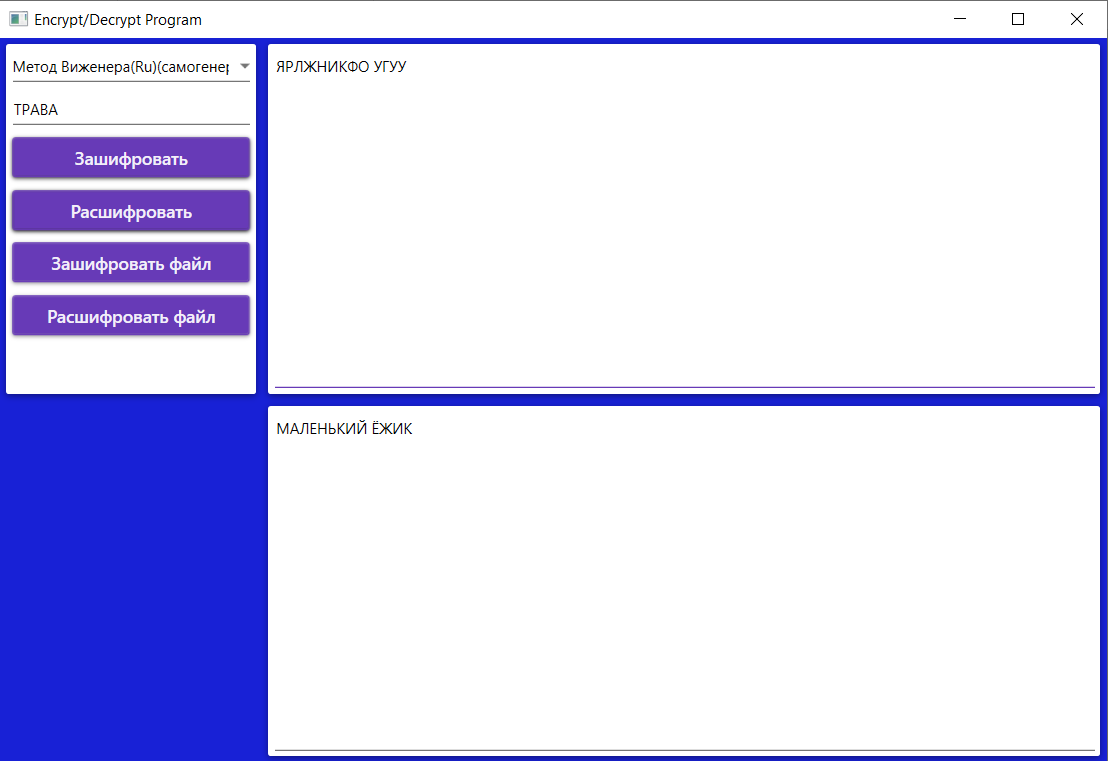 Encrypt/Decrypt Program
Метод Виженера(Ru)(самогенер
ТРАВА
Зашифровать
Расшифровать
Зашифровать файл
Расшифровать файл
ЯРЛЖНИКФО УГУУ
МАЛЕНЬКИЙ ЁЖИК